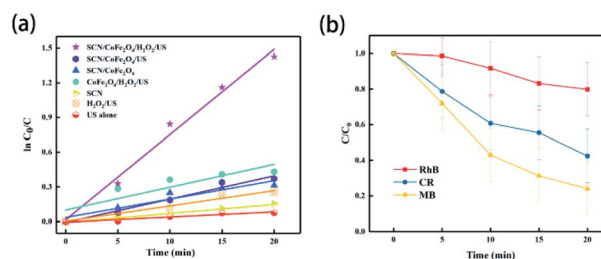 (a)
ln C₀/C
1.5
1.2
0.9
0.6
0.3
0.0
SCN/CoFe₂O₄/H₂O₂/US
SCN/CoFe₂O₄/US
SCN/CoFe₂O₄
CoFe₂O₄/H₂O₂/US
SCN
H₂O₂/US
US alone
0 5 10 15 20
Time (min)
(b)
C/C₀
1.0
0.8
0.6
0.4
0.2
0.0
RhB
CR
MB
0 5 10 15 20
Time (min)